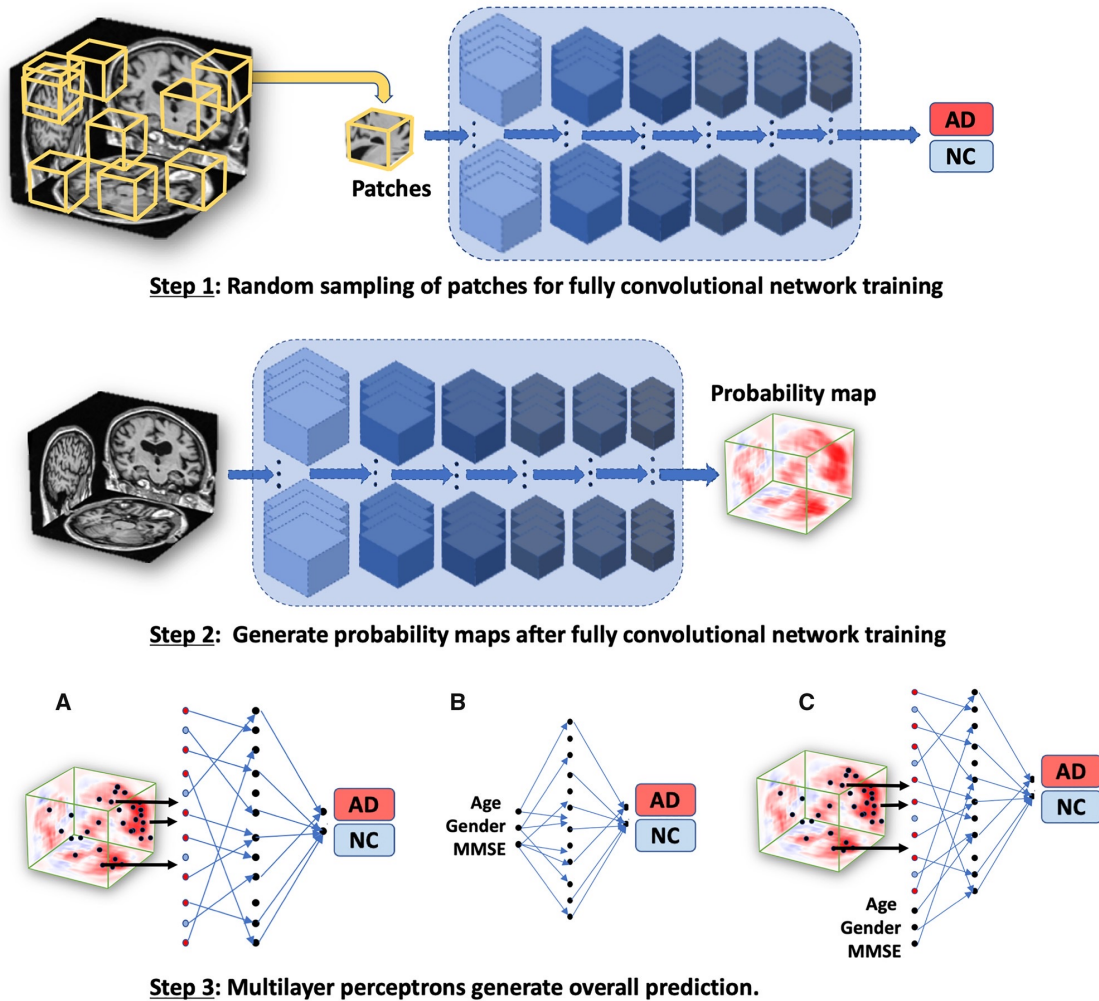 Patches
AD
NC
Step 1: Random sampling of patches for fully convolutional network training
Probability map
Step 2: Generate probability maps after fully convolutional network training
A
AD
NC
B
Age
Gender
MMSE
AD
NC
C
Age
Gender
MMSE
AD
NC
Step 3: Multilayer perceptrons generate overall prediction.